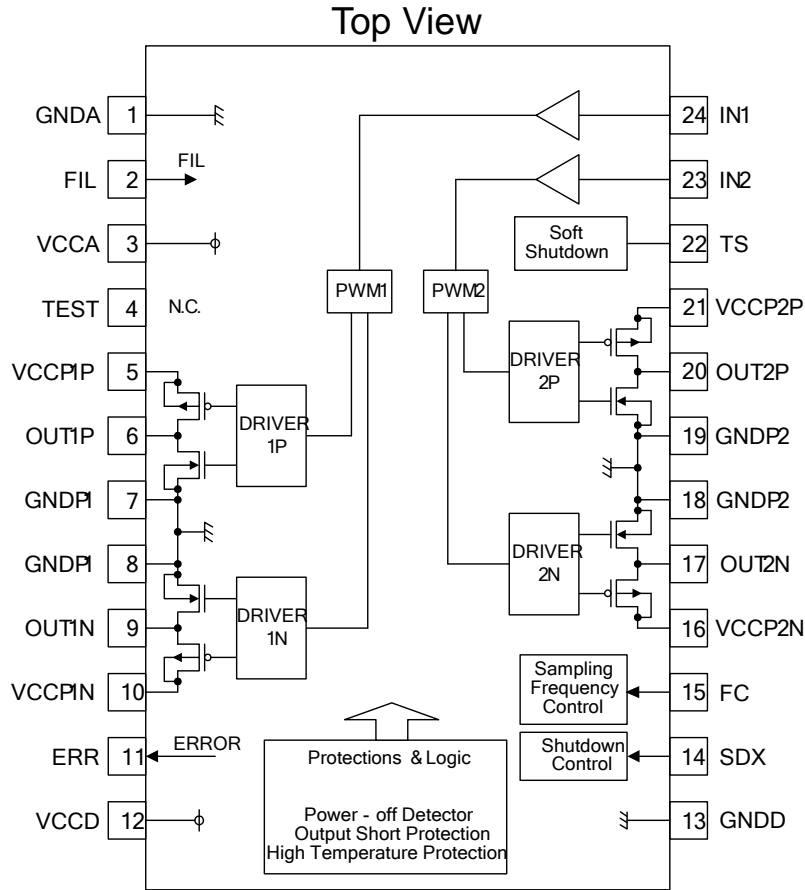 Top View
GNDA 1
FIL 2 FIL
VCCA 3
TEST 4 N.C.
VCCP1P 5
OUT1P 6
GNDP1 7
GNDP1 8
OUT1N 9
VCCP1N 10
ERR 11 ERROR
VCCD 12
24 IN1
23 IN2
22 TS
21 VCCP2P
20 OUT2P
19 GNDP2
18 GNDP2
17 OUT2N
16 VCCP2N
15 FC
14 SDX
13 GNDD
Soft
Shutdown
PWM1
PWM2
DRIVER
1P
DRIVER
2P
DRIVER
1N
DRIVER
2N
Sampling
Frequency
Control
Shutdown
Control
Protections & Logic
Power - off Detector
Output Short Protection
High Temperature Protection